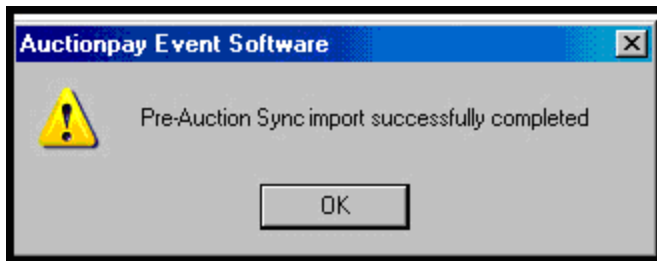 Auctionpay Event Software
Pre-Auction Sync import successfully completed
OK